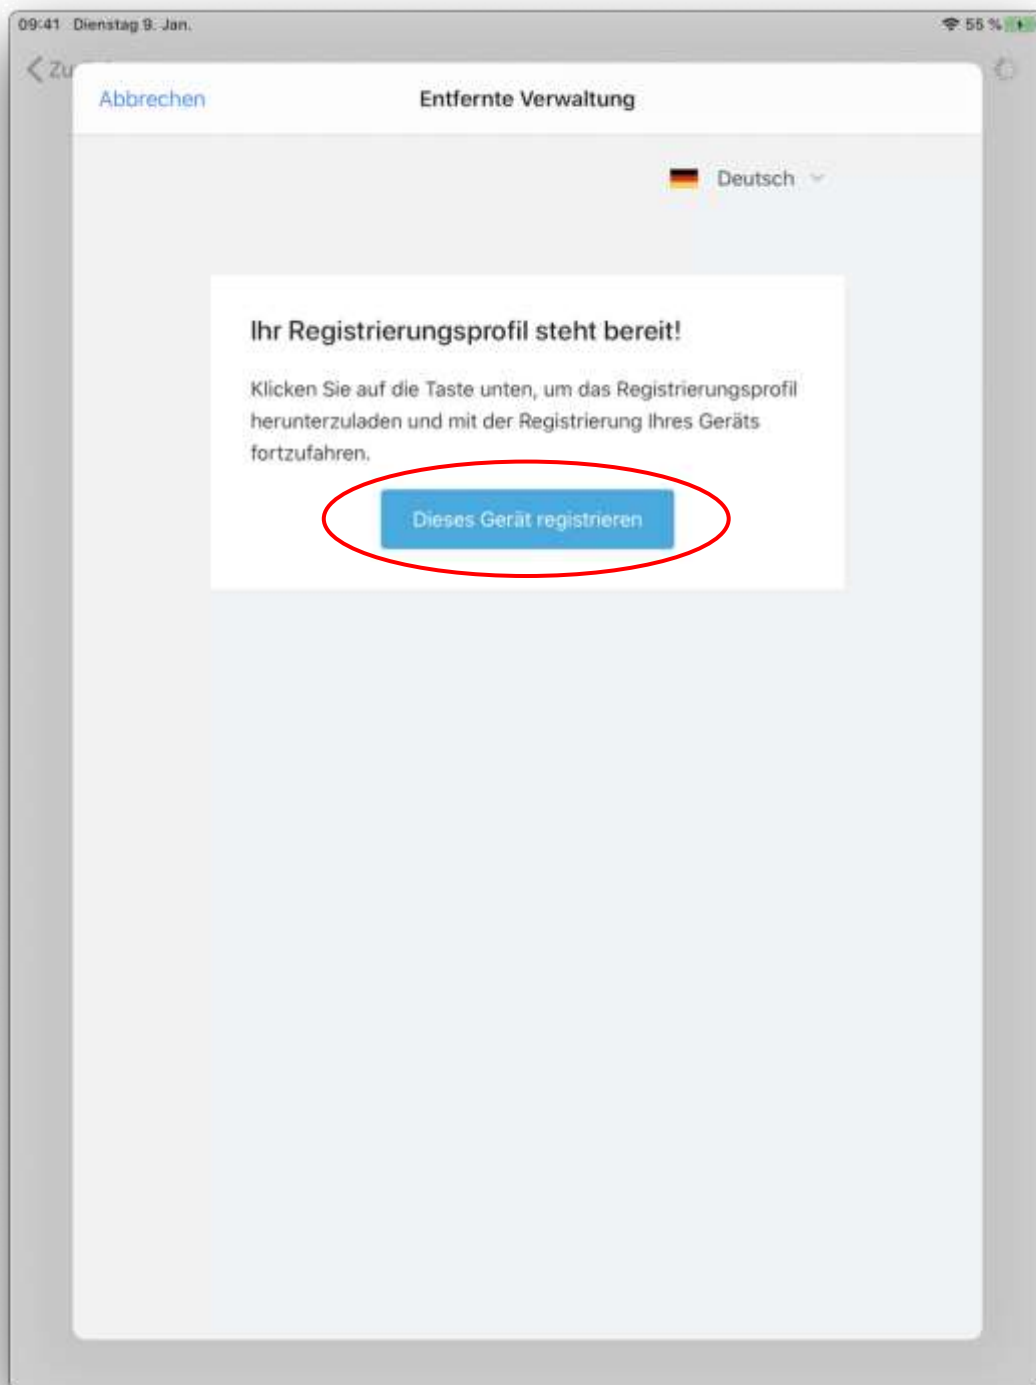 09:41 Dienstag 9. Jan. 55 %
Zu
Abbrechen Entfernte Verwaltung
Deutsch
Ihr Registrierungsprofil steht bereit!
Klicken Sie auf die Taste unten, um das Registrierungsprofil
herunterzuladen und mit der Registrierung Ihres Geräts
fortzufahren.
Dieses Gerät registrieren